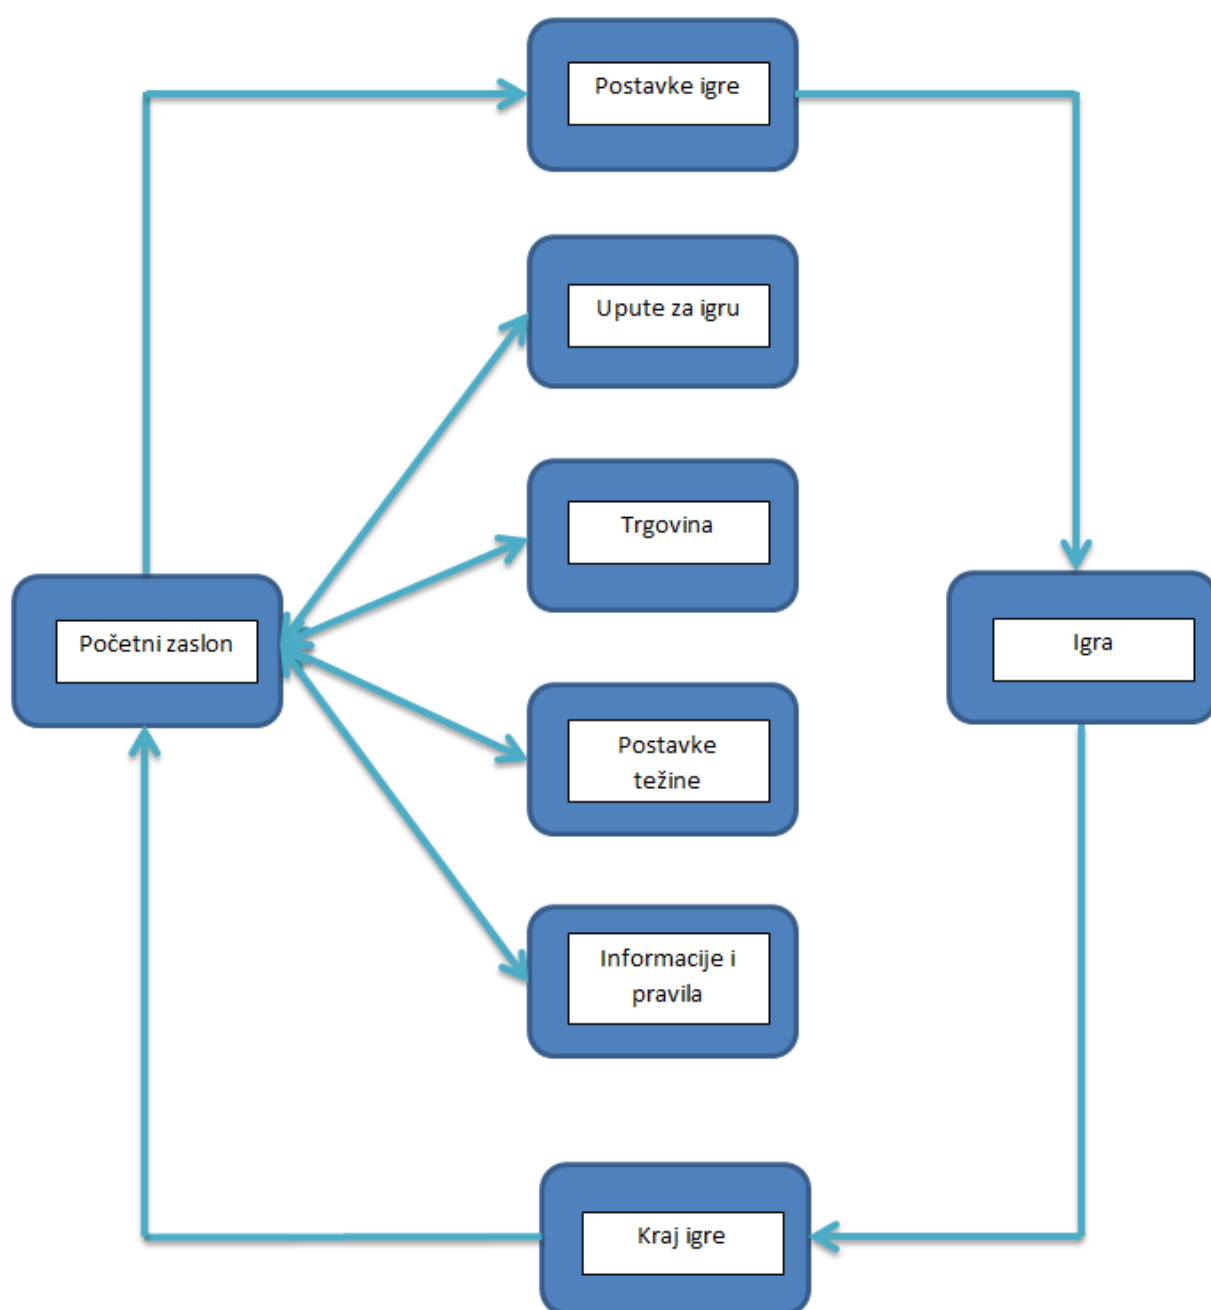 Postavke igre
Upute za igru
Trgovina
Početni zaslon
Igra
Postavke
težine
Informacije i
pravila
Kraj igre